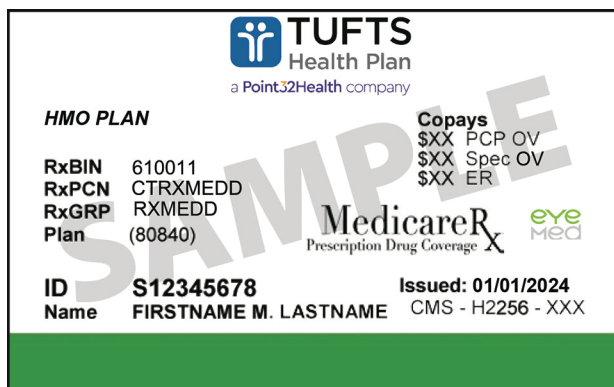 TUFTS
Health Plan
a Point32Health company
HMO PLAN
Copays
$XX PCP OV
$XX Spec OV
$XX ER
RxBIN 610011
RxPCN CTRXMEDD
RxGRP RXMEDD
Plan (80840)
MedicareRx
Prescription Drug Coverage
eye
MED
SAMPLE
ID S12345678
Issued: 01/01/2024
Name FIRSTNAME M. LASTNAME
CMS - H2256 - XXX